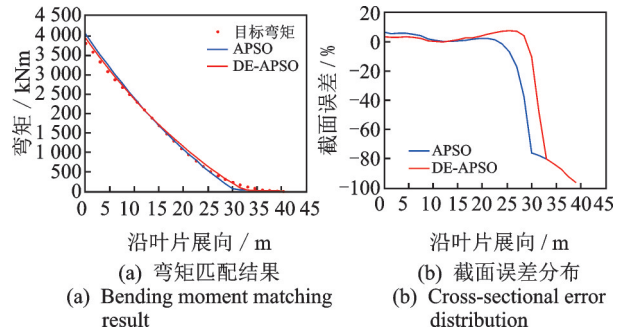 弯矩 / kNm
4 500
4 000
3 500
3 000
2 500
2 000
1 500
1 000
500
0
目标弯矩
APSO
DE-APSO
0 5 10 15 20 25 30 35 40 45
沿叶片展向 / m
(a) 弯矩匹配结果
(a) Bending moment matching
result
截面误差 / %
20
0
−20
−40
−60
−80
−100
APSO
DE-APSO
0 5 10 15 20 25 30 35 40 45
沿叶片展向 / m
(b) 截面误差分布
(b) Cross-sectional error
distribution